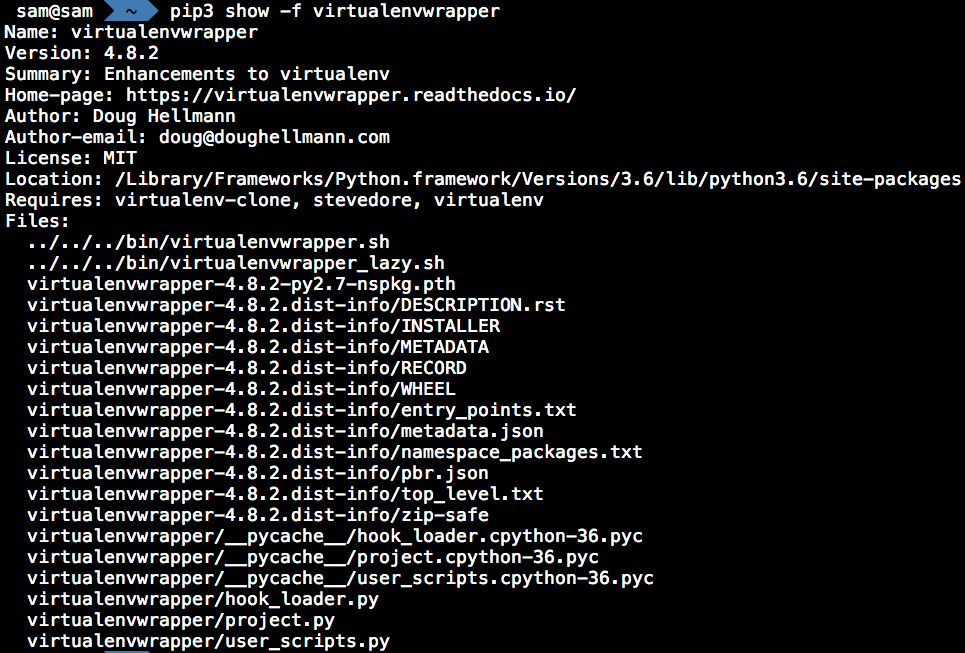 sam@sam ~ pip3 show -f virtualenvwrapper
Name: virtualenvwrapper
Version: 4.8.2
Summary: Enhancements to virtualenv
Home-page: https://virtualenvwrapper.readthedocs.io/
Author: Doug Hellmann
Author-email: doug@doughellmann.com
License: MIT
Location: /Library/Frameworks/Python.framework/Versions/3.6/lib/python3.6/site-packages
Requires: virtualenv-clone, stevedore, virtualenv
Files:
  ../../../bin/virtualenvwrapper.sh
  ../../../bin/virtualenvwrapper_lazy.sh
  virtualenvwrapper-4.8.2-py2.7-nspkg.pth
  virtualenvwrapper-4.8.2.dist-info/DESCRIPTION.rst
  virtualenvwrapper-4.8.2.dist-info/INSTALLER
  virtualenvwrapper-4.8.2.dist-info/METADATA
  virtualenvwrapper-4.8.2.dist-info/RECORD
  virtualenvwrapper-4.8.2.dist-info/WHEEL
  virtualenvwrapper-4.8.2.dist-info/entry_points.txt
  virtualenvwrapper-4.8.2.dist-info/metadata.json
  virtualenvwrapper-4.8.2.dist-info/namespace_packages.txt
  virtualenvwrapper-4.8.2.dist-info/pbr.json
  virtualenvwrapper-4.8.2.dist-info/top_level.txt
  virtualenvwrapper-4.8.2.dist-info/zip-safe
  virtualenvwrapper/__pycache__/hook_loader.cpython-36.pyc
  virtualenvwrapper/__pycache__/project.cpython-36.pyc
  virtualenvwrapper/__pycache__/user_scripts.cpython-36.pyc
  virtualenvwrapper/hook_loader.py
  virtualenvwrapper/project.py
  virtualenvwrapper/user_scripts.py